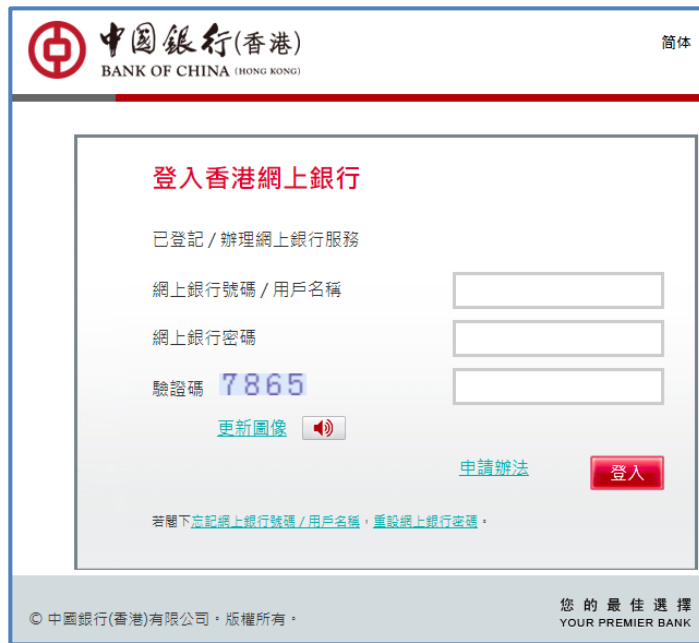 中國銀行(香港)
BANK OF CHINA (HONG KONG)
简体
登入香港網上銀行
已登記 / 辦理網上銀行服務
網上銀行號碼 / 用戶名稱
網上銀行密碼
驗證碼 7865
更新圖像
申請辦法 登入
若閣下忘記網上銀行號碼 / 用戶名稱，重設網上銀行密碼。
© 中國銀行(香港)有限公司。版權所有。
您的最佳選擇
YOUR PREMIER BANK